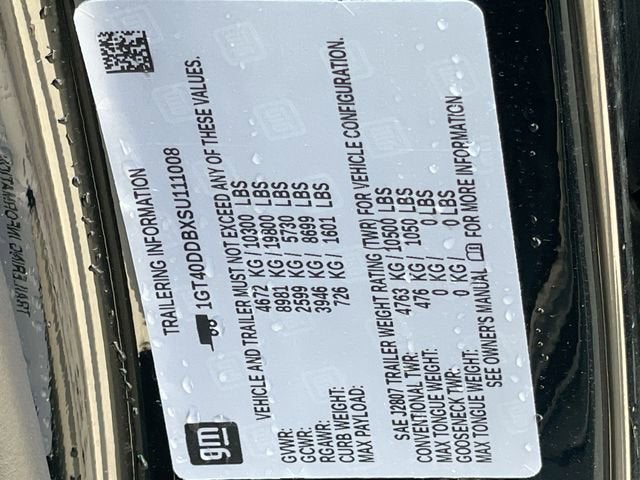 TRAILERING INFORMATION
1GT40DDBXSU111008
VEHICLE AND TRAILER MUST NOT EXCEED ANY OF THESE VALUES.
GVWR: 4672 KG/ 10300 LBS
GCWR: 8981 KG/ 19800 LBS
RGAWR: 2599 KG/ 5730 LBS
CURB WEIGHT: 3946 KG/ 8699 LBS
MAX PAYLOAD: 726 KG/ 1601 LBS
SAE J2807 TRAILER WEIGHT RATING (TWR) FOR VEHICLE CONFIGURATION.
CONVENTIONAL TWR: 4763 KG/ 10500 LBS
MAX TONGUE WEIGHT: 476 KG/ 1050 LBS
GOOSENECK TWR: 0 KG/ 0 LBS
MAX TONGUE WEIGHT: 0 KG/ 0 LBS
SEE OWNER'S MANUAL FOR MORE INFORMATION
gm